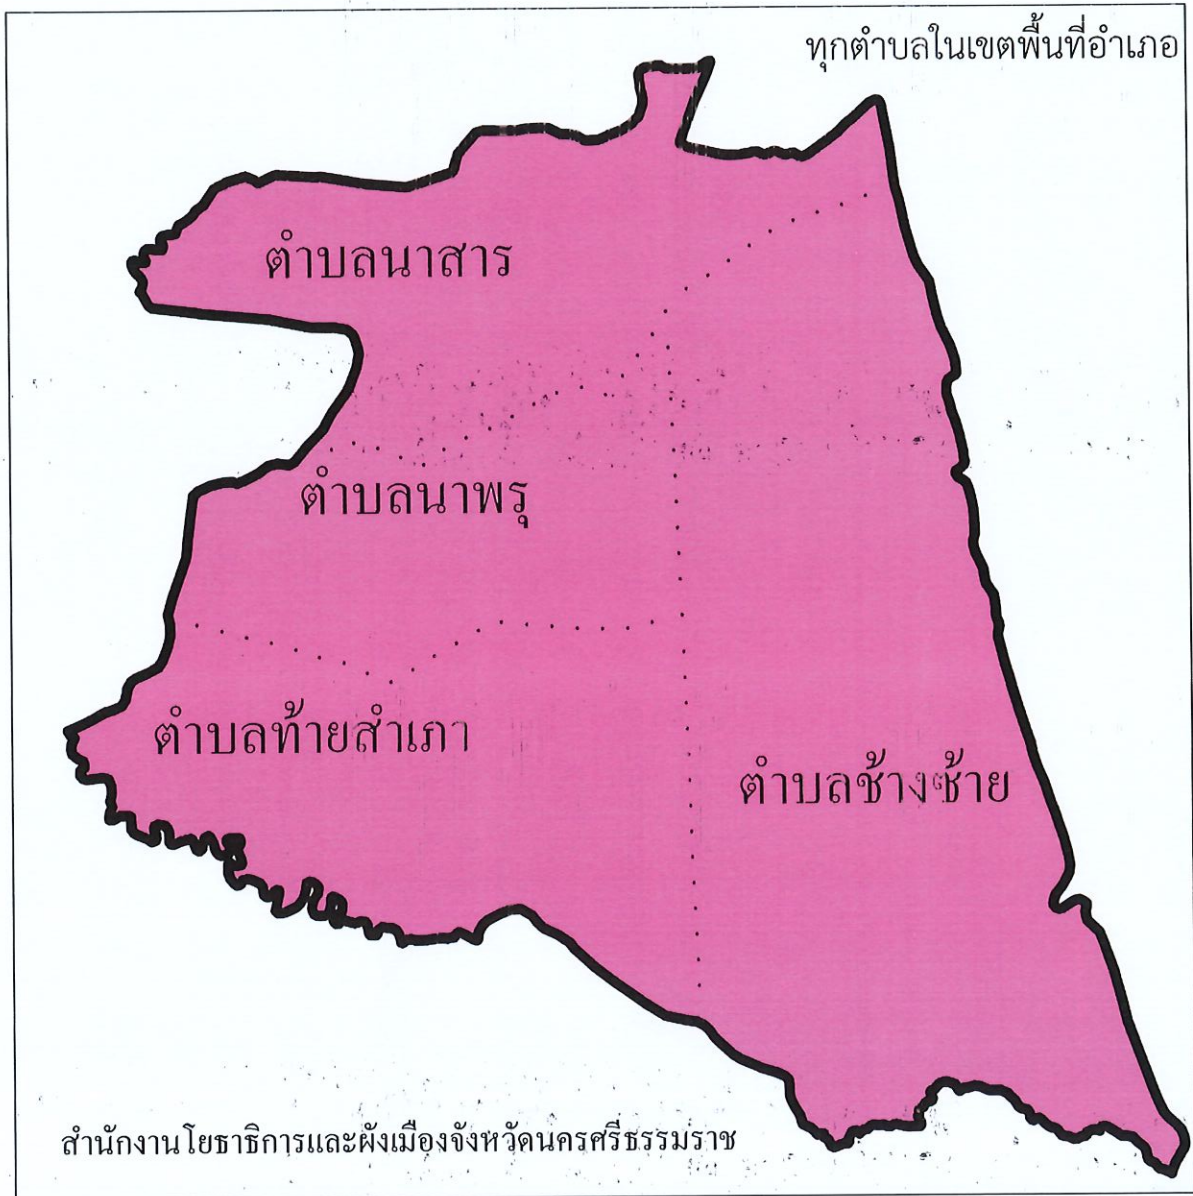 ทุกตำบลในเขตพื้นที่อำเภอ
ตำบลนาสาร
ตำบลนาพรุ
ตำบลท้ายสำเภา
ตำบลช้างซ้าย
สำนักงานโยธาธิการและผังเมืองจังหวัดนครศรีธรรมราช